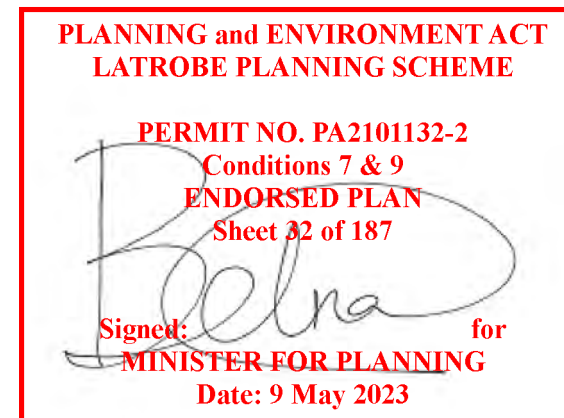 PLANNING and ENVIRONMENT ACT
LATROBE PLANNING SCHEME
PERMIT NO. PA2101132-2
Conditions 7 & 9
ENDORSED PLAN
Sheet 32 of 187
Signed: for
MINISTER FOR PLANNING
Date: 9 May 2023